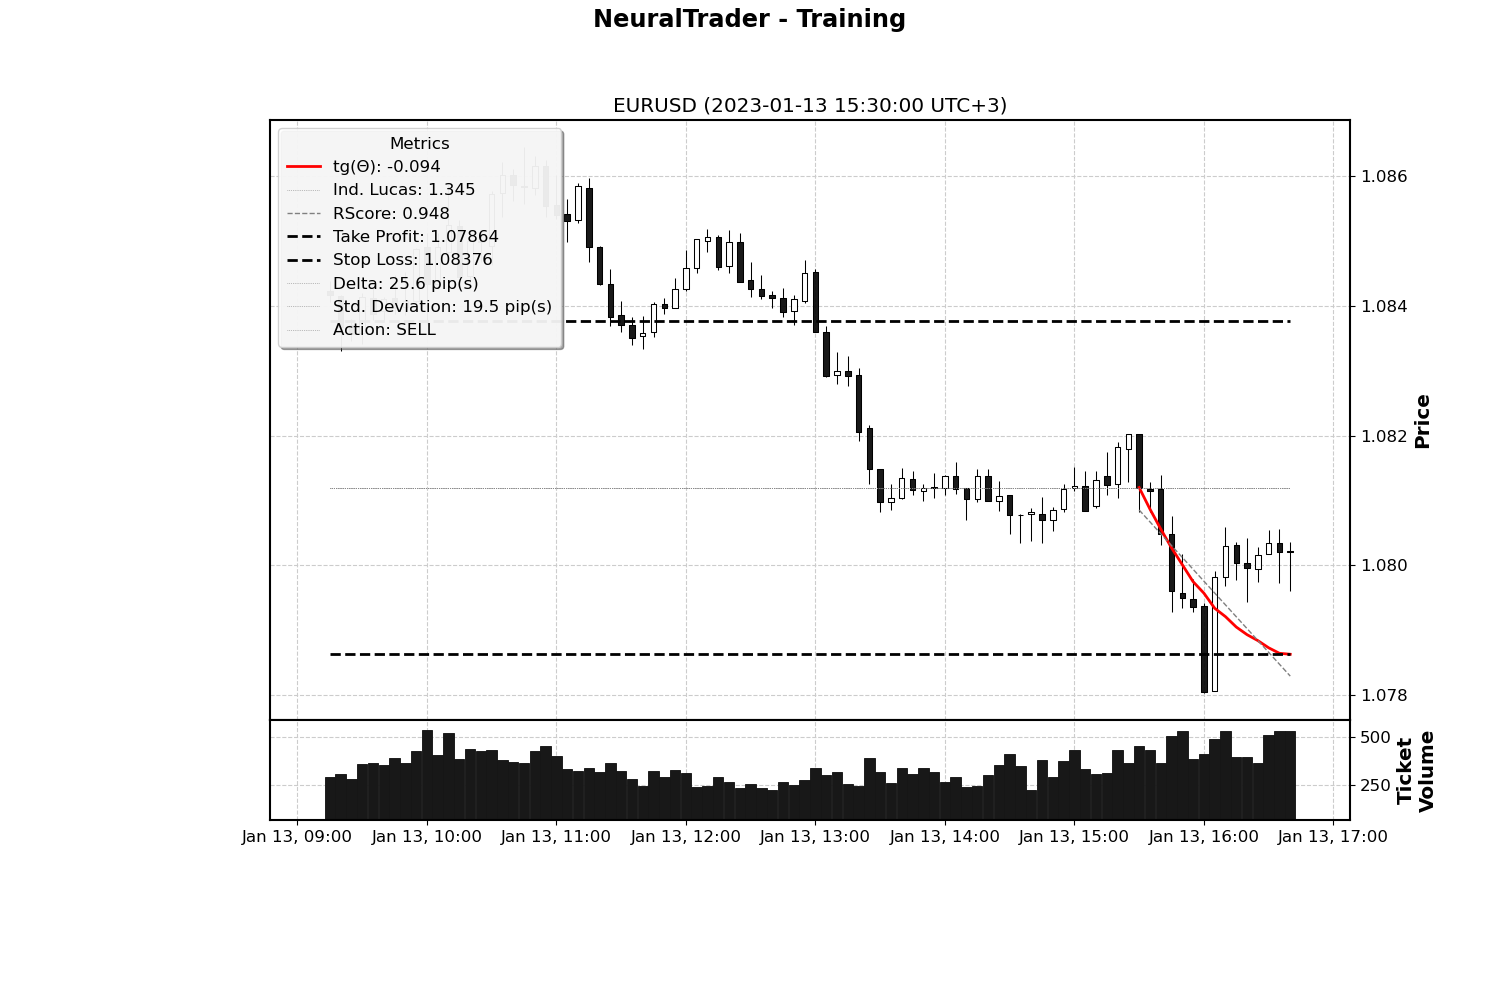 NeuralTrader - Training
EURUSD (2023-01-13 15:30:00 UTC+3)
Metrics
tg(Θ): -0.094
Ind. Lucas: 1.345
RScore: 0.948
Take Profit: 1.07864
Stop Loss: 1.08376
Delta: 25.6 pip(s)
Std. Deviation: 19.5 pip(s)
Action: SELL
1.086
1.084
1.082
1.080
1.078
Price
500
250
Ticket
Volume
Jan 13, 09:00
Jan 13, 10:00
Jan 13, 11:00
Jan 13, 12:00
Jan 13, 13:00
Jan 13, 14:00
Jan 13, 15:00
Jan 13, 16:00
Jan 13, 17:00